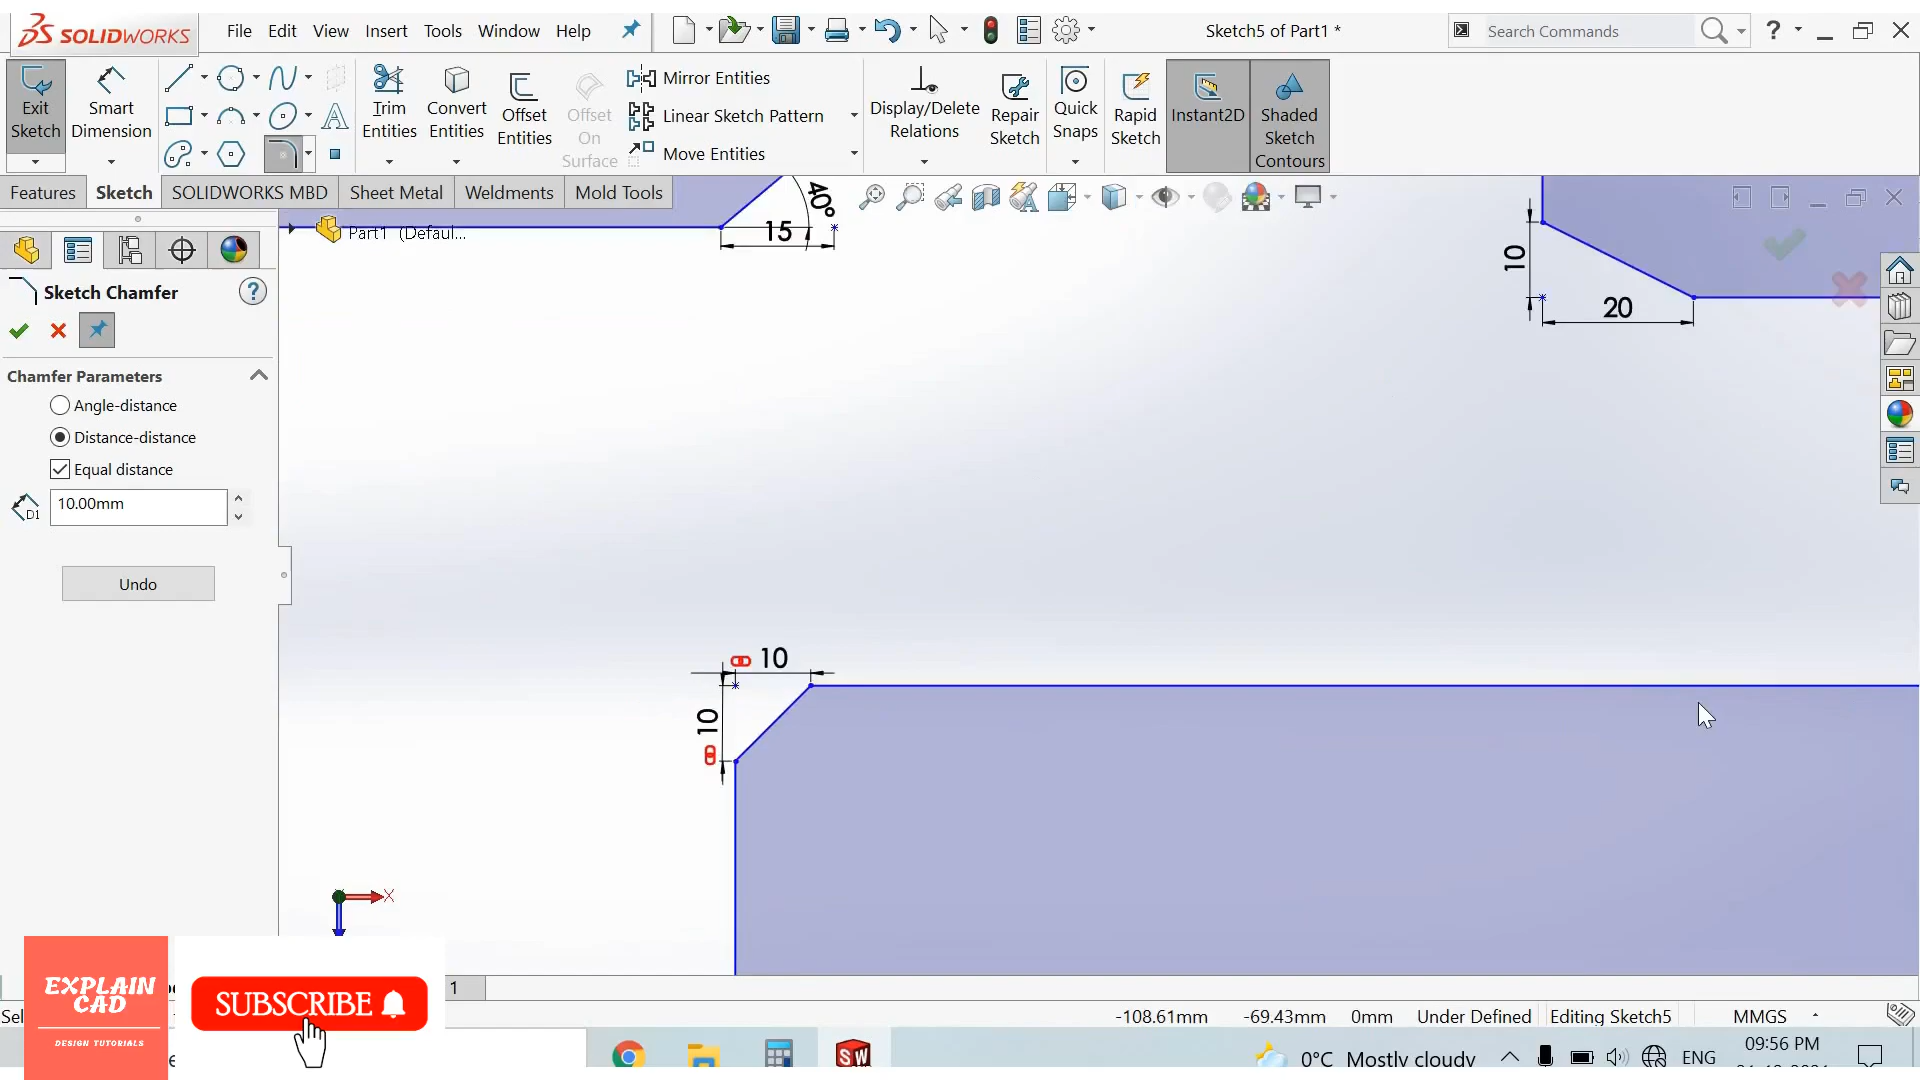 SOLIDWORKS
File Edit View Insert Tools Window Help
Sketch5 of Part1 *
Search Commands
?
Exit Sketch
Smart Dimension
Trim Entities
Convert Entities
Offset Entities
Offset On Surface
Mirror Entities
Linear Sketch Pattern
Move Entities
Display/Delete Relations
Repair Sketch
Quick Snaps
Rapid Sketch
Instant2D
Shaded Sketch Contours
Features Sketch SOLIDWORKS MBD Sheet Metal Weldments Mold Tools
Part1 (Defaul...
40°
15
10
20
Sketch Chamfer
?
Chamfer Parameters
Angle-distance
Distance-distance
Equal distance
D1
10.00mm
Undo
10
10
X
1
EXPLAIN
CAD
DESIGN TUTORIALS
SUBSCRIBE
Sel
-108.61mm -69.43mm 0mm Under Defined Editing Sketch5 MMGS
SW
0°C Mostly cloudy
ENG
09:56 PM